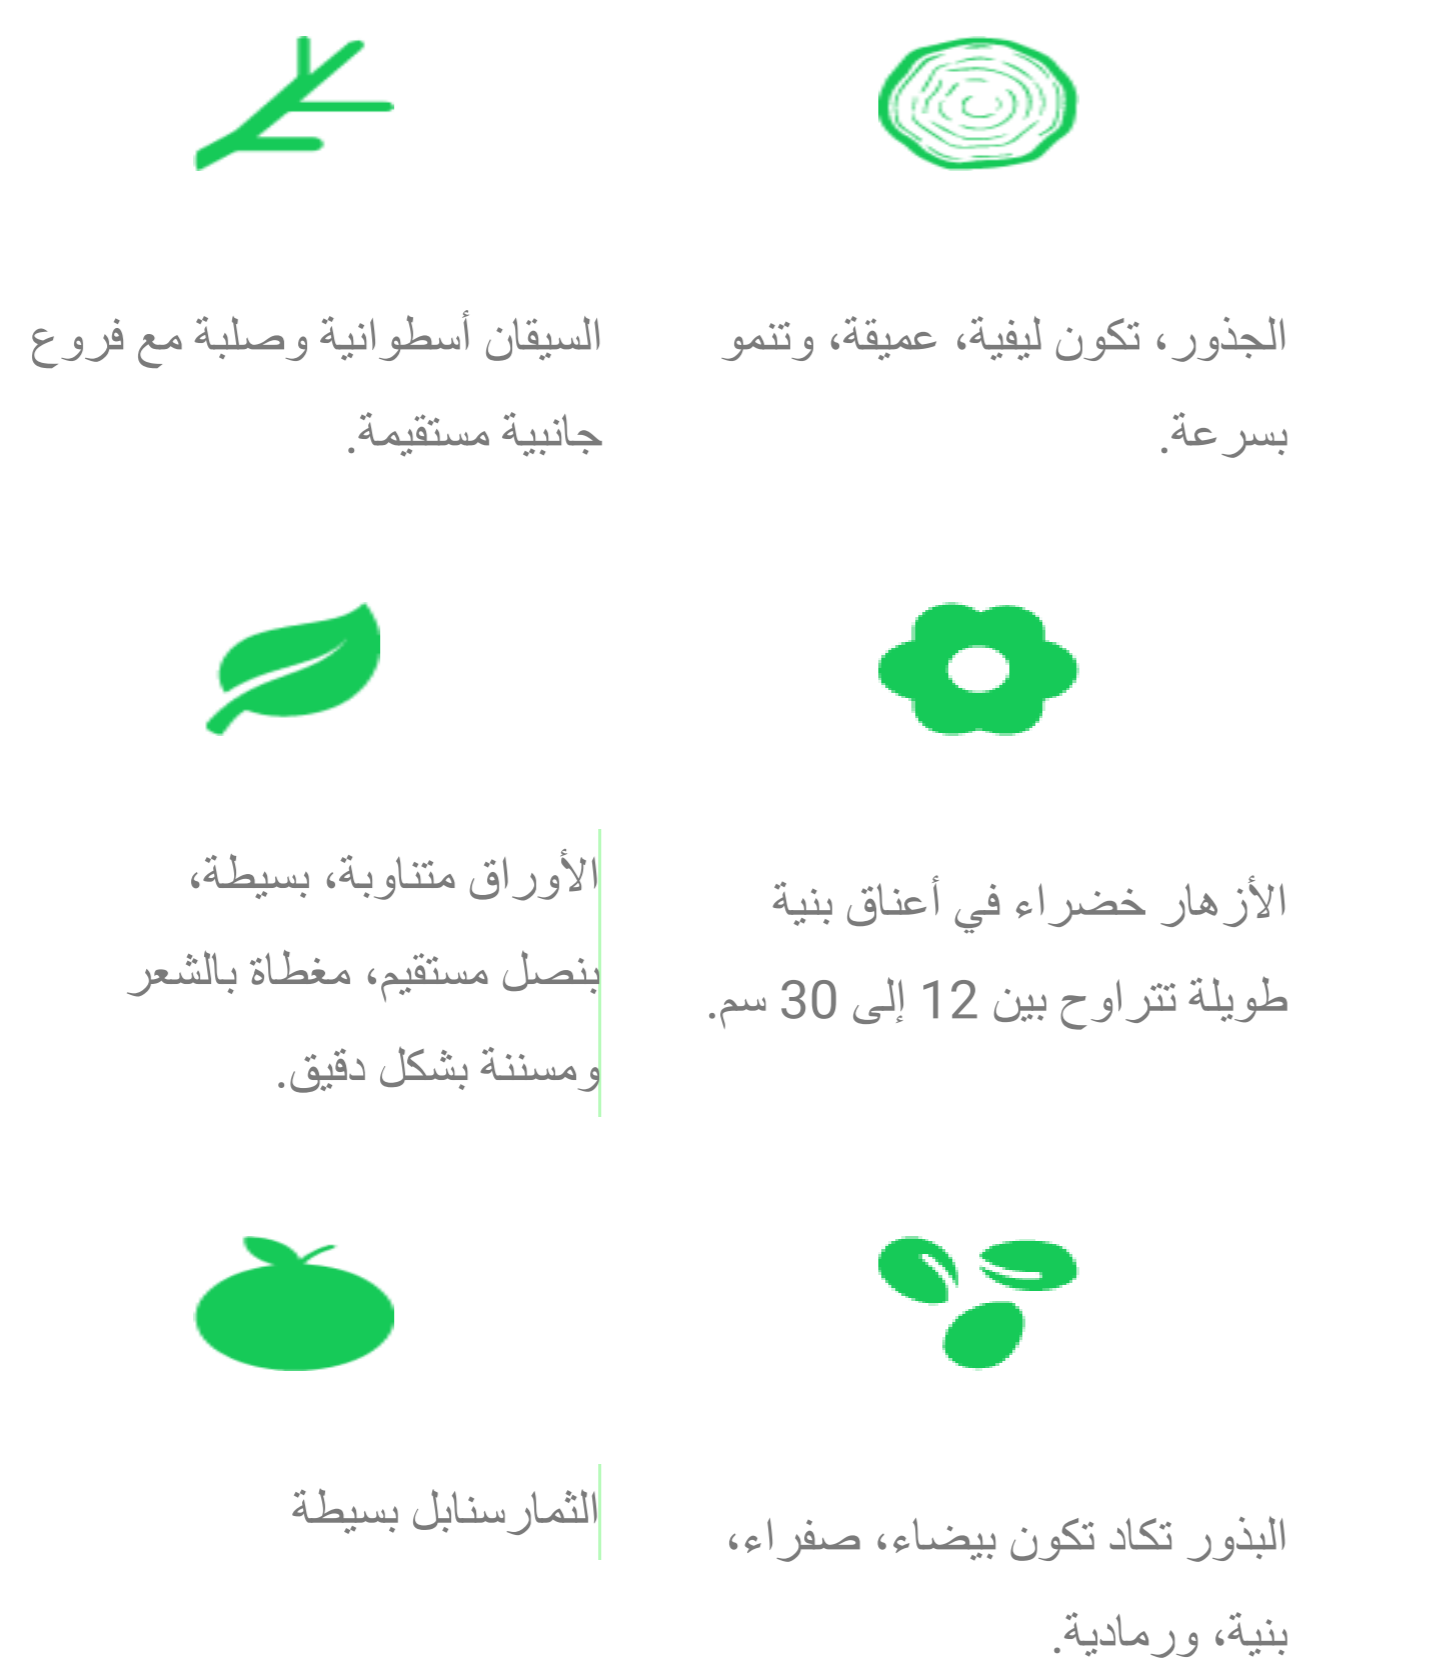 الجذور، تكون ليفية، عميقة، وتنمو
بسرعة.
السيقان أسطوانية وصلبة مع فروع
جانبية مستقيمة.
الأزهار خضراء في أعناق بنية
طويلة تتراوح بين 12 إلى 30 سم.
الأوراق متناوبة، بسيطة،
بنصل مستقيم، مغطاة بالشعر
ومسننة بشكل دقيق.
البذور تكاد تكون بيضاء، صفراء،
بنية، ورمادية.
الثمارسنابل بسيطة